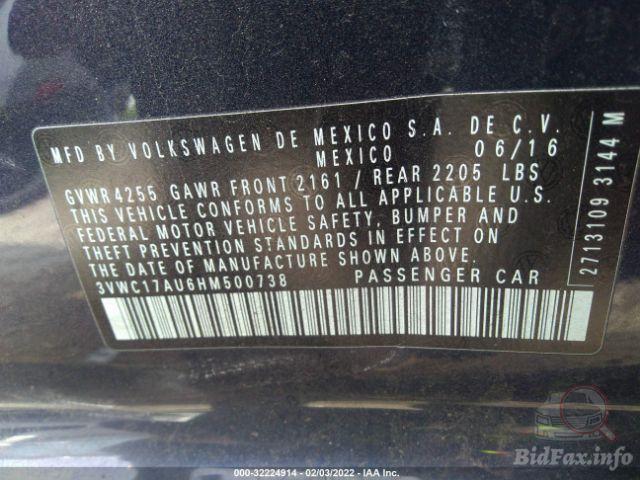 MFD BY VOLKSWAGEN DE MEXICO S.A. DE C.V.
MEXICO 06/16
GVWR 4255 GAWR FRONT 2161 / REAR 2205 LBS
THIS VEHICLE CONFORMS TO ALL APPLICABLE U.S.
FEDERAL MOTOR VEHICLE SAFETY, BUMPER AND
THEFT PREVENTION STANDARDS IN EFFECT ON
THE DATE OF MANUFACTURE SHOWN ABOVE.
3VWC17AU6HM500738 PASSENGER CAR
2713109 3144 M
BidFax.info
000-32224914 - 02/03/2022 - IAA Inc.